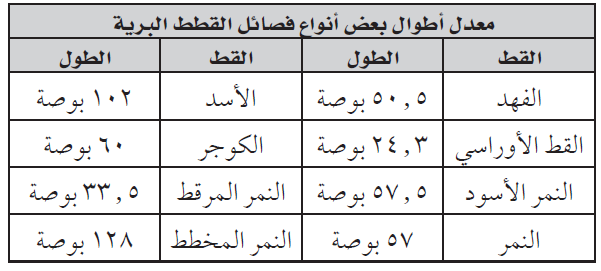 معدل أطوال بعض أنواع فصائل القطط البرية
القط الطول القط الطول
الفهد ٥٠,٥ بوصة الأسد ١٠٢ بوصة
القط الأوراسي ٢٤,٣ بوصة الكوجر ٦٠ بوصة
النمر الأسود ٥٧,٥ بوصة النمر المرقط ٣٣,٥ بوصة
النمر ٥٧ بوصة النمر المخطط ١٢٨ بوصة